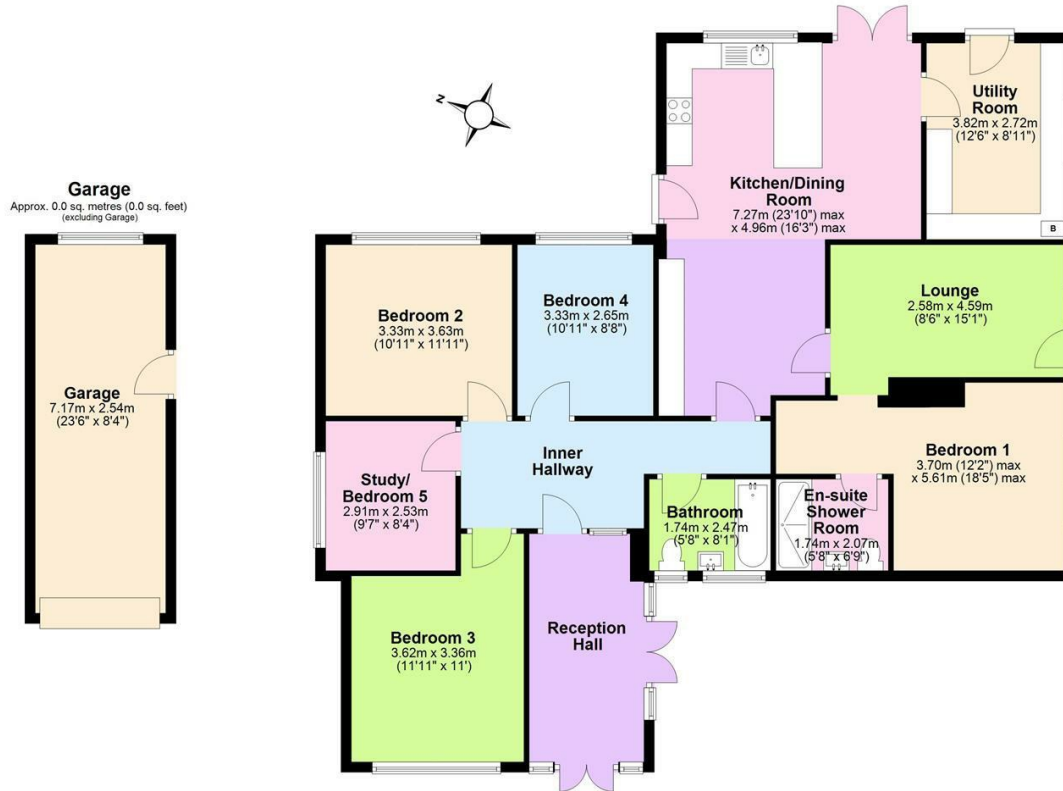 Garage
Approx. 0.0 sq. metres (0.0 sq. feet)
(excluding Garage)
Garage
7.17m x 2.54m
(23'6" x 8'4")
N
Utility
Room
3.82m x 2.72m
(12'6" x 8'11")
B
Kitchen/Dining
Room
7.27m (23'10") max
x 4.96m (16'3") max
Lounge
2.58m x 4.59m
(8'6" x 15'1")
Bedroom 2
3.33m x 3.63m
(10'11" x 11'11")
Bedroom 4
3.33m x 2.65m
(10'11" x 8'8")
Inner
Hallway
Bedroom 1
3.70m (12'2") max
x 5.61m (18'5") max
Study/
Bedroom 5
2.91m x 2.53m
(9'7" x 8'4")
Bathroom
1.74m x 2.47m
(5'8" x 8'1")
En-suite
Shower
Room
1.74m x 2.07m
(5'8" x 6'9")
Bedroom 3
3.62m x 3.36m
(11'11" x 11')
Reception
Hall